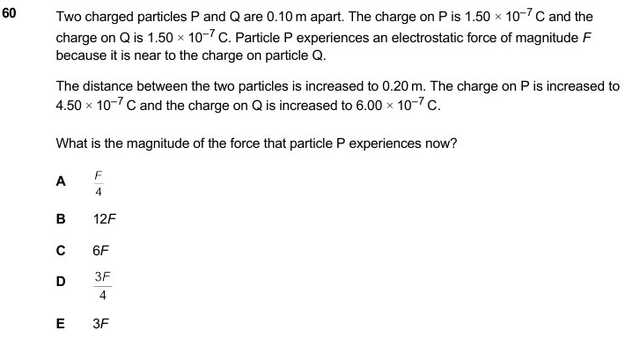 60 Two charged particles P and Q are 0.10 m apart. The charge on P is 1.50 × 10⁻⁷ C and the
charge on Q is 1.50 × 10⁻⁷ C. Particle P experiences an electrostatic force of magnitude F
because it is near to the charge on particle Q.
The distance between the two particles is increased to 0.20 m. The charge on P is increased to
4.50 × 10⁻⁷ C and the charge on Q is increased to 6.00 × 10⁻⁷ C.
What is the magnitude of the force that particle P experiences now?
A F/4
B 12F
C 6F
D 3F/4
E 3F